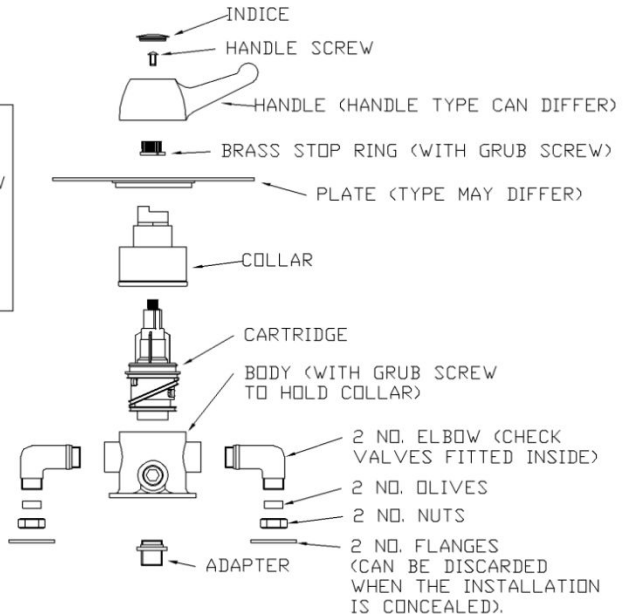 INDICE
HANDLE SCREW
HANDLE (HANDLE TYPE CAN DIFFER)
BRASS STOP RING (WITH GRUB SCREW)
PLATE (TYPE MAY DIFFER)
COLLAR
CARTRIDGE
BODY (WITH GRUB SCREW
TO HOLD COLLAR)
2 NO. ELBOW (CHECK
VALVES FITTED INSIDE)
2 NO. OLIVES
2 NO. NUTS
2 NO. FLANGES
(CAN BE DISCARDED
WHEN THE INSTALLATION
IS CONCEALED).
ADAPTER